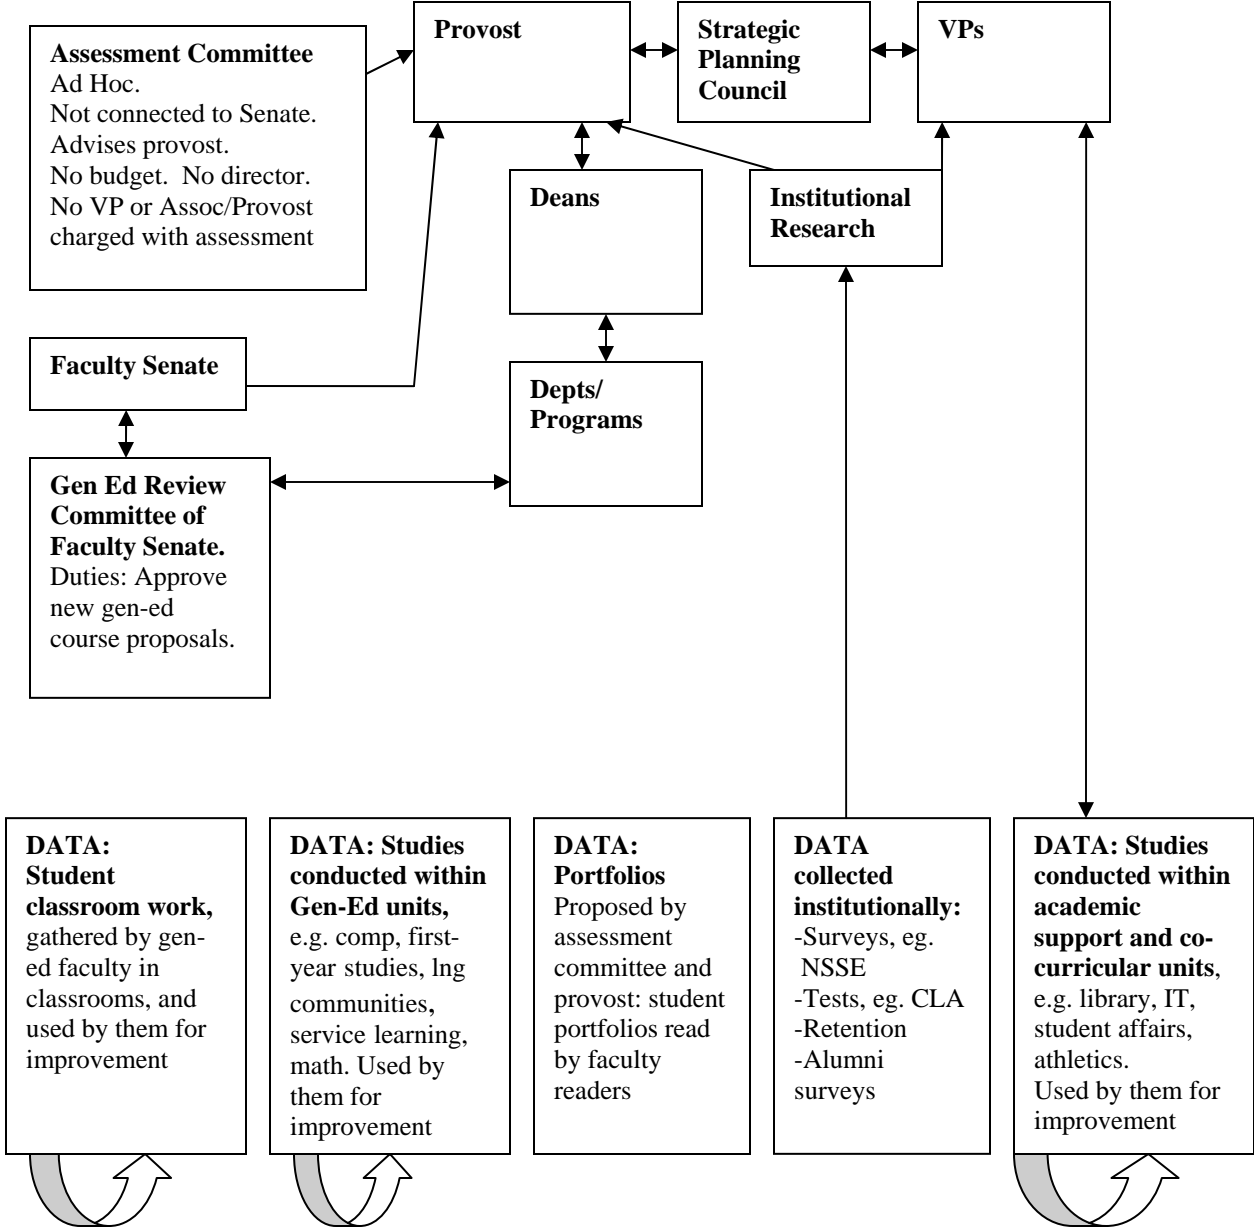 Provost
Strategic
Planning
Council
VPs
Assessment Committee
Ad Hoc.
Not connected to Senate.
Advises provost.
No budget.  No director.
No VP or Assoc/Provost
charged with assessment
Deans
Institutional
Research
Faculty Senate
Depts/
Programs
Gen Ed Review
Committee of
Faculty Senate.
Duties: Approve
new gen-ed
course proposals.
DATA:
Student
classroom work,
gathered by gen-
ed faculty in
classrooms, and
used by them for
improvement
DATA: Studies
conducted within
Gen-Ed units,
e.g. comp, first-
year studies, lng
communities,
service learning,
math. Used by
them for
improvement
DATA:
Portfolios
Proposed by
assessment
committee and
provost: student
portfolios read
by faculty
readers
DATA
collected
institutionally:
-Surveys, eg.
NSSE
-Tests, eg. CLA
-Retention
-Alumni
surveys
DATA: Studies
conducted within
academic
support and co-
curricular units,
e.g. library, IT,
student affairs,
athletics.
Used by them for
improvement